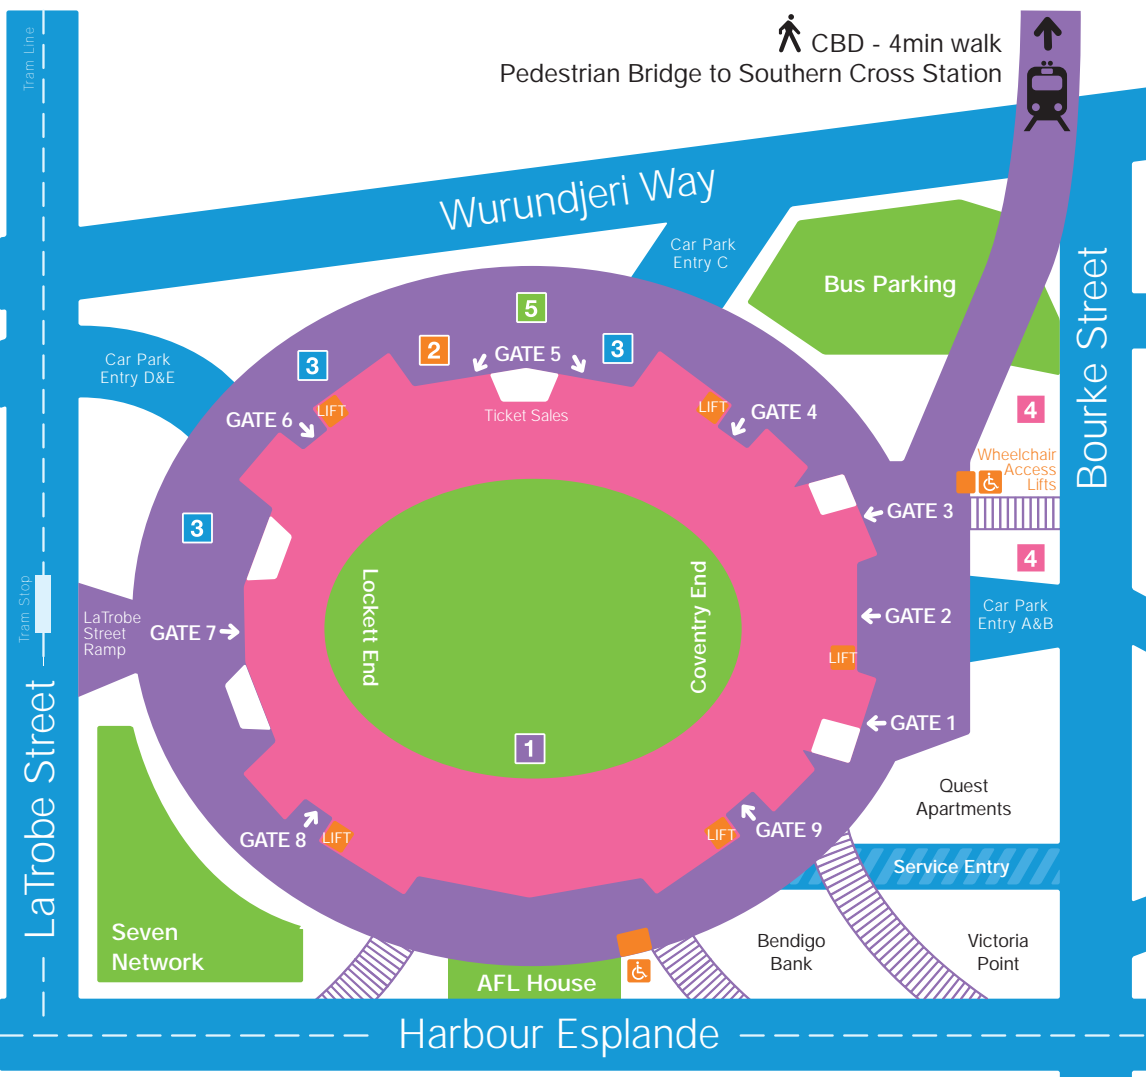 CBD - 4min walk
Pedestrian Bridge to Southern Cross Station
Tram Line
Wurundjeri Way
Car Park
Entry C
Bus Parking
Bourke Street
5
2
GATE 5
3
3
Car Park
Entry D&E
LIFT
GATE 6
Ticket Sales
LIFT
GATE 4
4
Wheelchair
Access
Lifts
GATE 3
3
4
Lockett End
Coventry End
Tram Stop
LaTrobe
Street
Ramp
GATE 7
GATE 2
Car Park
Entry A&B
LIFT
GATE 1
1
LaTrobe Street
Quest
Apartments
GATE 8
LIFT
LIFT
GATE 9
Service Entry
Seven
Network
Bendigo
Bank
Victoria
Point
AFL House
Harbour Esplande